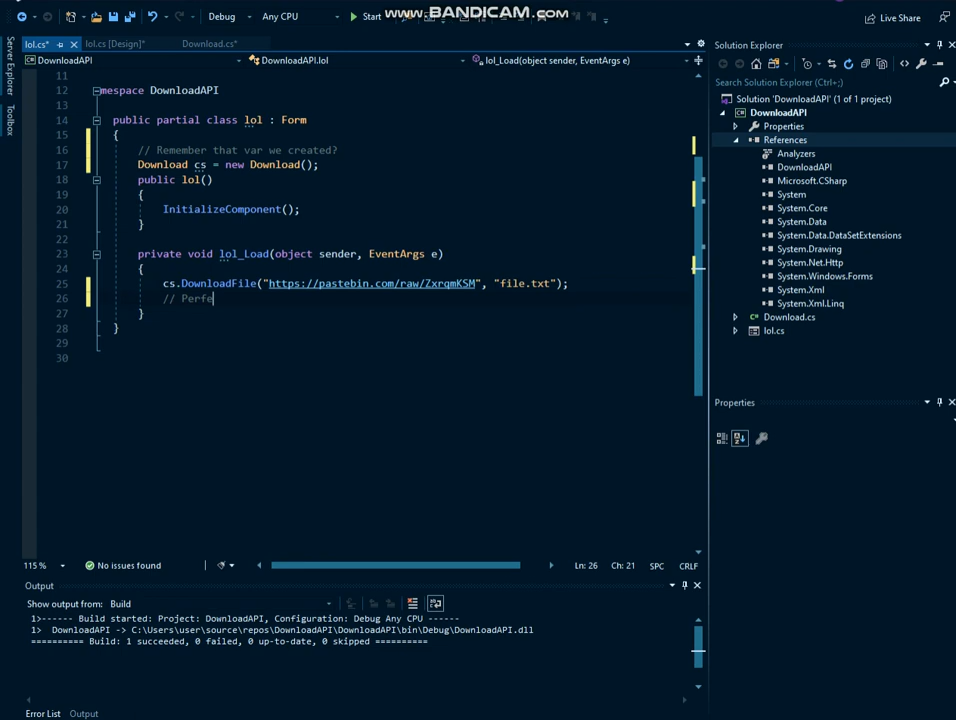 Debug
Any CPU
Start
www.BANDICAM.com
Live Share
lol.cs*
lol.cs [Design]*
Download.cs*
Solution Explorer
DownloadAPI
DownloadAPI.lol
lol_Load(object sender, EventArgs e)
Server Explorer
Toolbox
Search Solution Explorer (Ctrl+;)
Solution 'DownloadAPI' (1 of 1 project)
DownloadAPI
Properties
References
Analyzers
DownloadAPI
Microsoft.CSharp
System
System.Core
System.Data
System.Data.DataSetExtensions
System.Drawing
System.Net.Http
System.Windows.Forms
System.Xml
System.Xml.Linq
Download.cs
lol.cs
11
12 mespace DownloadAPI
13
14 public partial class lol : Form
15 {
16 // Remember that var we created?
17 Download cs = new Download();
18 public lol()
19 {
20 InitializeComponent();
21 }
22
23 private void lol_Load(object sender, EventArgs e)
24 {
25 cs.DownloadFile("https://pastebin.com/raw/ZxrqmKSM", "file.txt");
26 // Perfe
27 }
28 }
29
30
Properties
115 %
No issues found
Ln: 26 Ch: 21 SPC CRLF
Output
Show output from: Build
1>------ Build started: Project: DownloadAPI, Configuration: Debug Any CPU ------
1> DownloadAPI -> C:\Users\user\source\repos\DownloadAPI\DownloadAPI\bin\Debug\DownloadAPI.dll
========== Build: 1 succeeded, 0 failed, 0 up-to-date, 0 skipped ==========
Error List Output